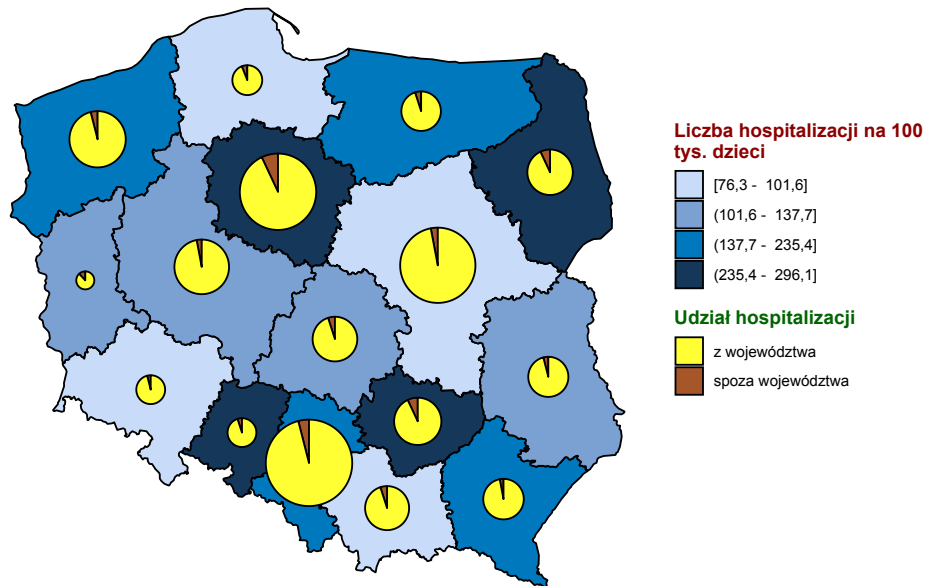 Liczba hospitalizacji na 100
tys. dzieci
[76,3 - 101,6]
(101,6 - 137,7]
(137,7 - 235,4]
(235,4 - 296,1]
Udział hospitalizacji
z województwa
spoza województwa